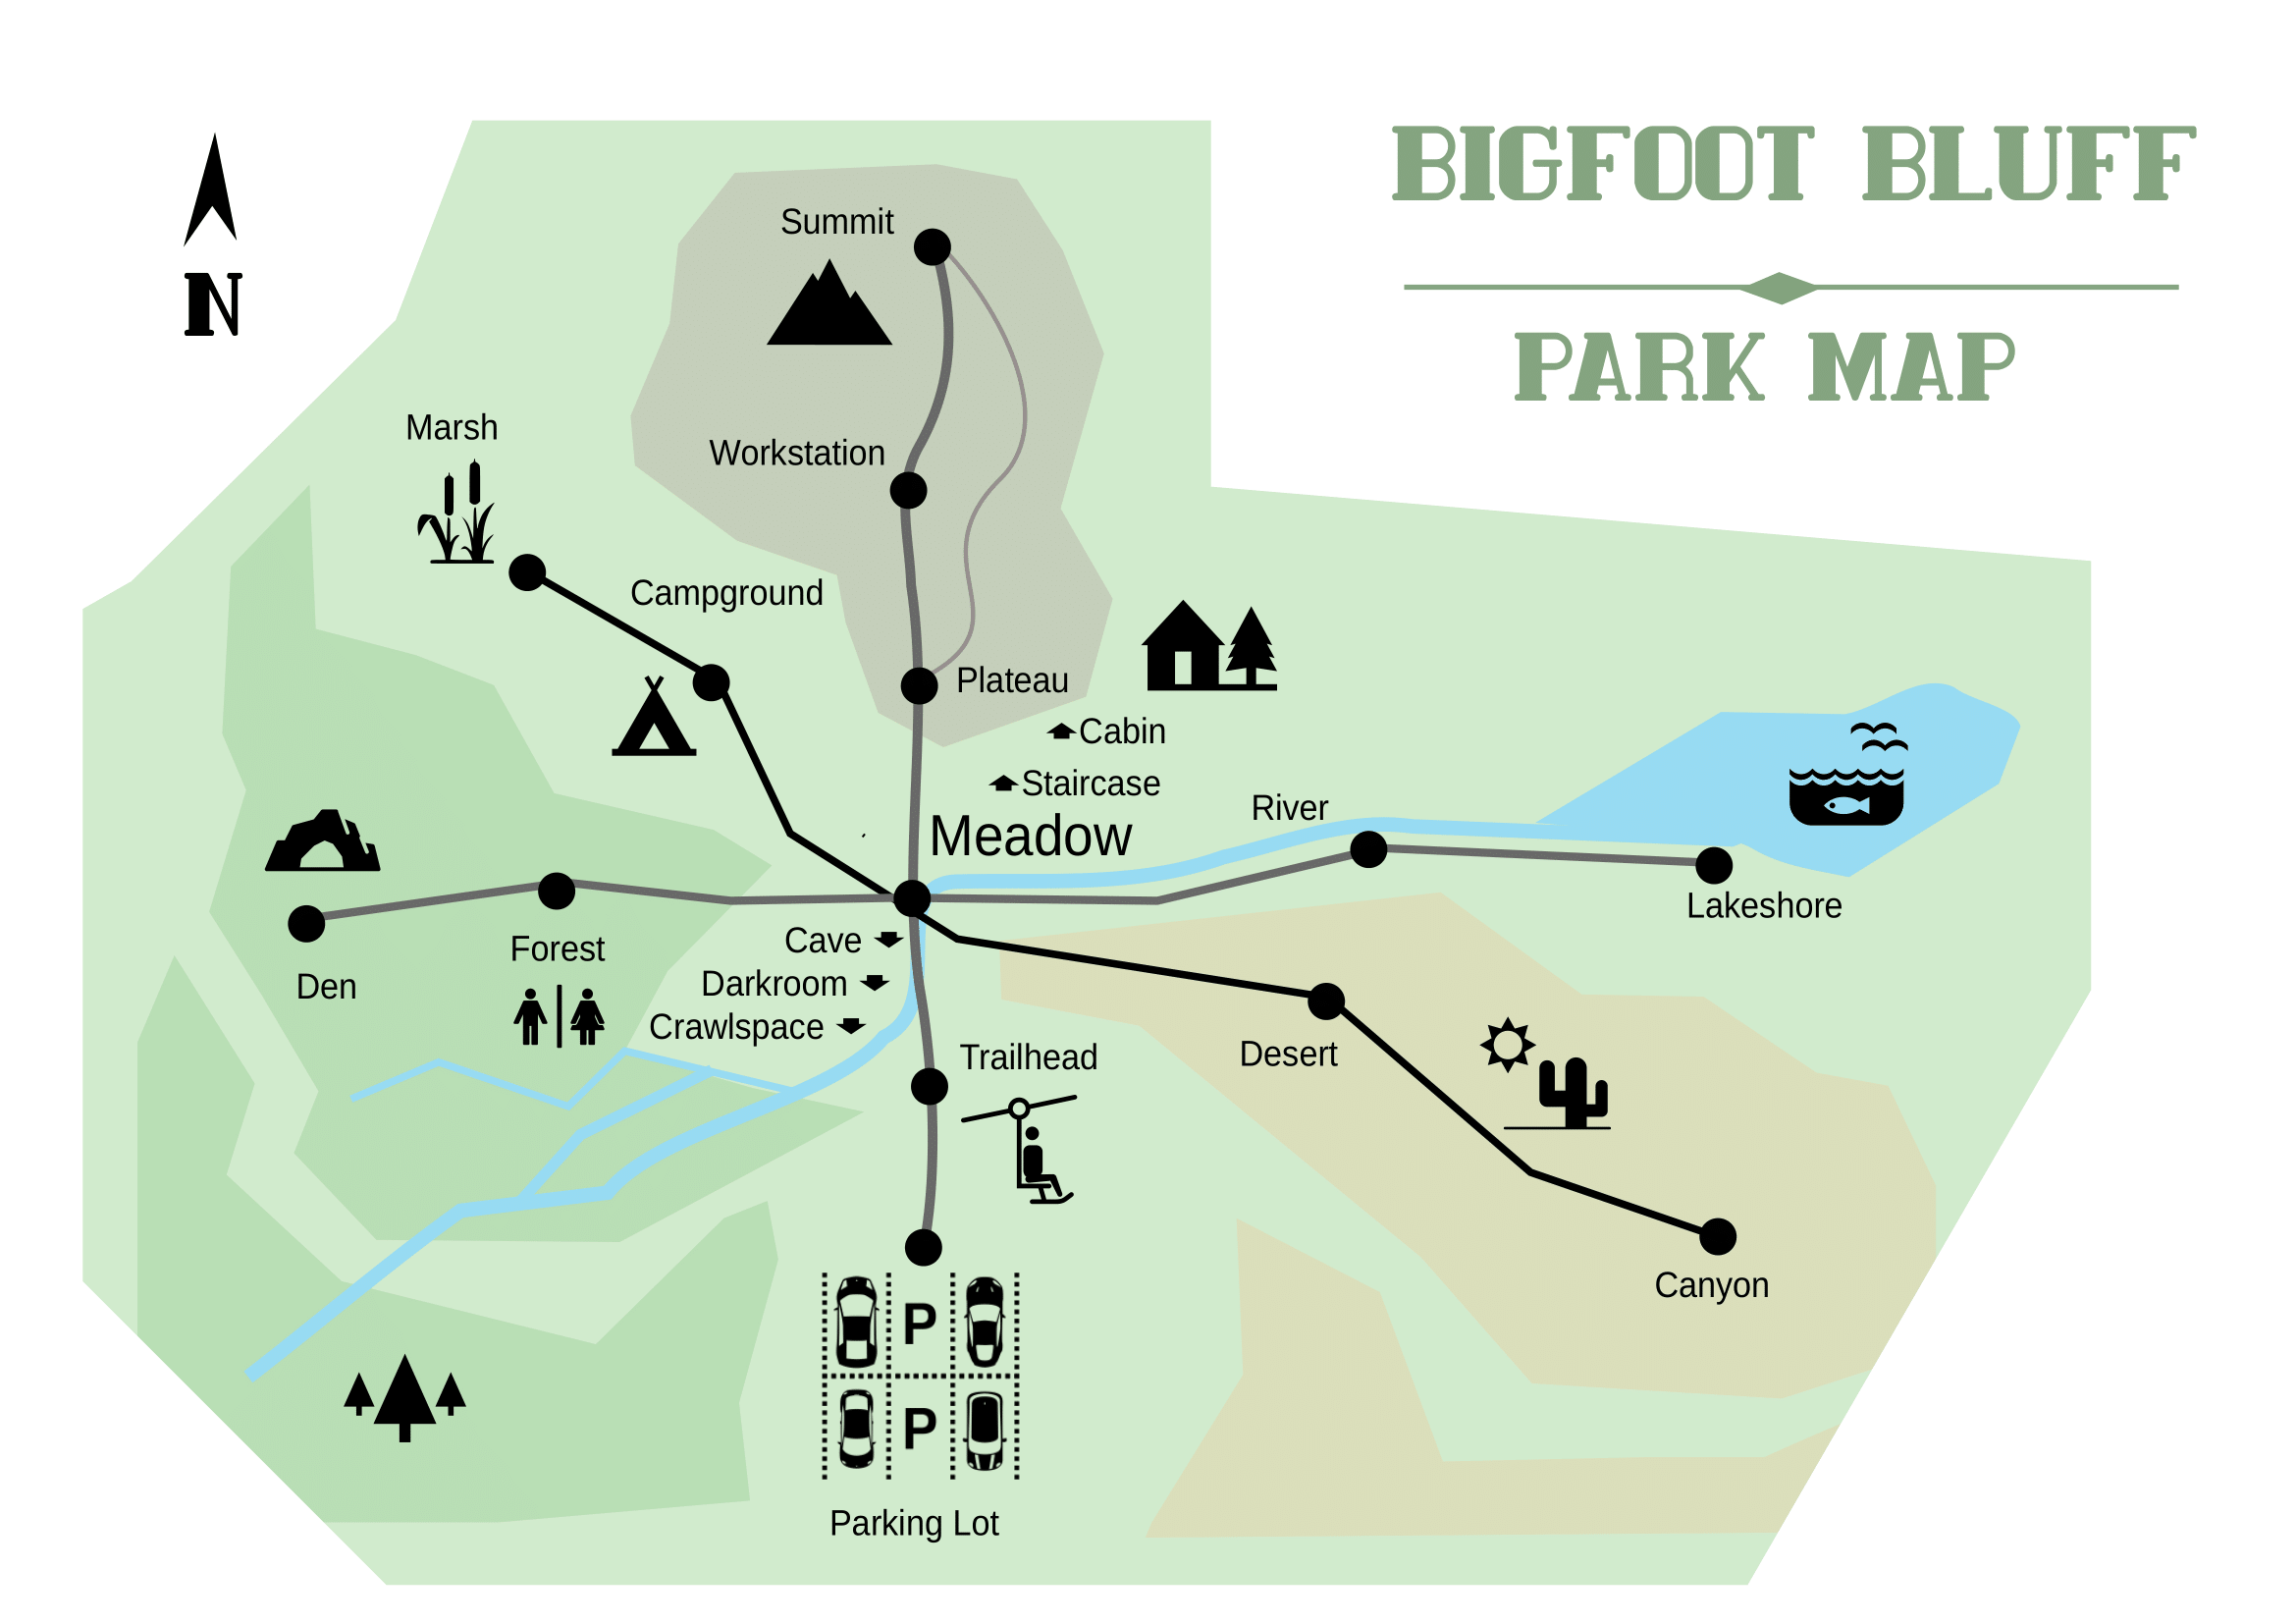 BIGFOOT BLUFF
PARK MAP
N
Summit
Marsh
Workstation
Campground
Plateau
Cabin
Staircase
River
Meadow
Lakeshore
Cave
Forest
Den
Darkroom
Crawlspace
Trailhead
Desert
Canyon
P
P
Parking Lot